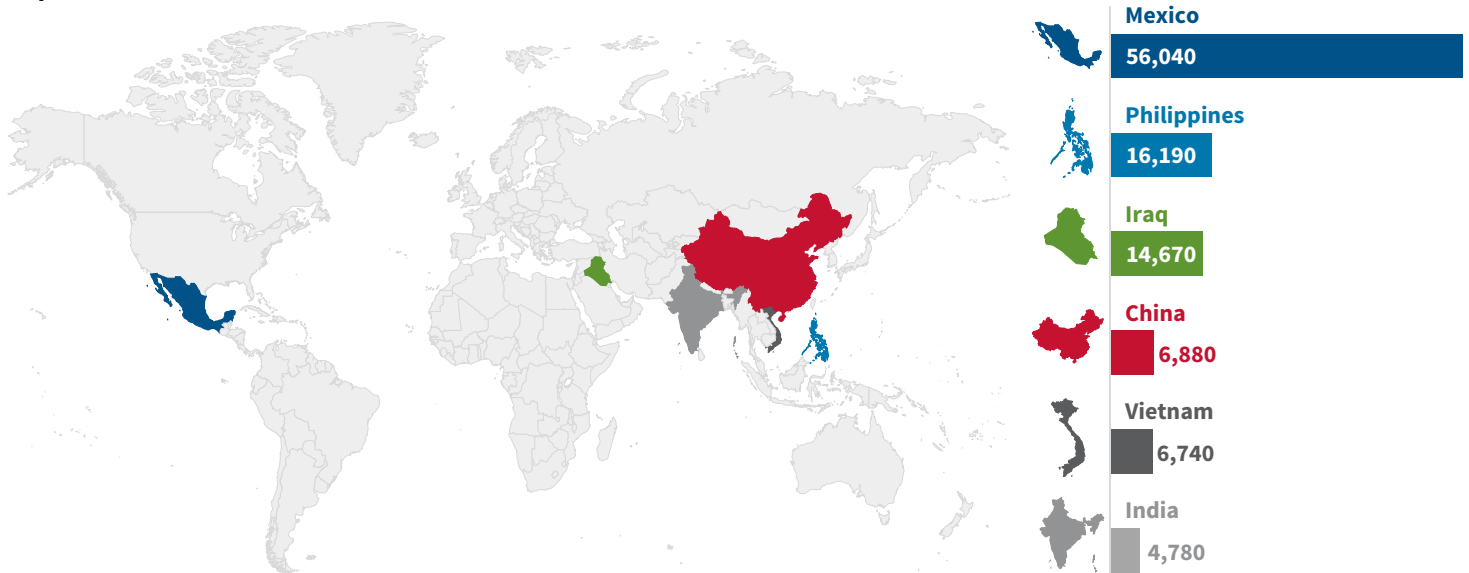 Mexico
56,040
Philippines
16,190
Iraq
14,670
China
6,880
Vietnam
6,740
India
4,780